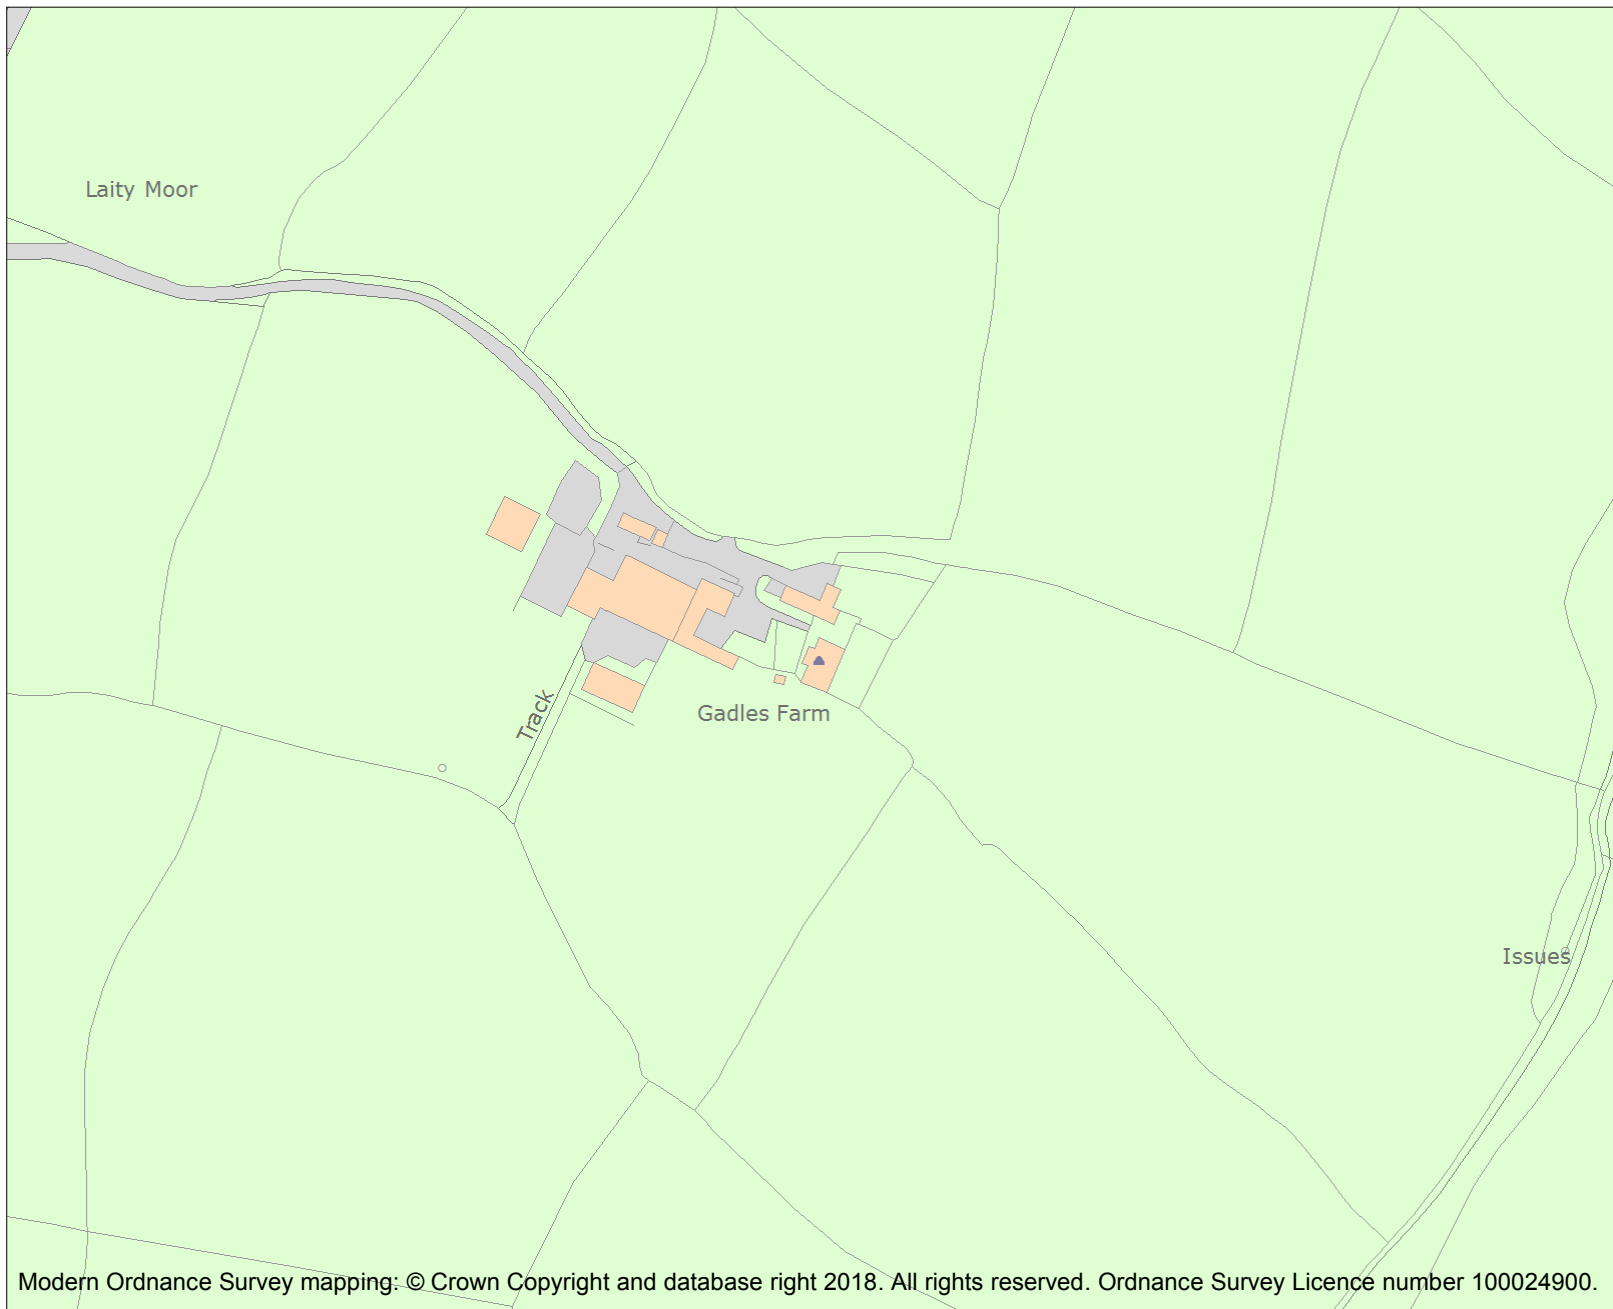 Laity Moor
Track
Gadles Farm
Issues
Modern Ordnance Survey mapping: © Crown Copyright and database right 2018. All rights reserved. Ordnance Survey Licence number 100024900.